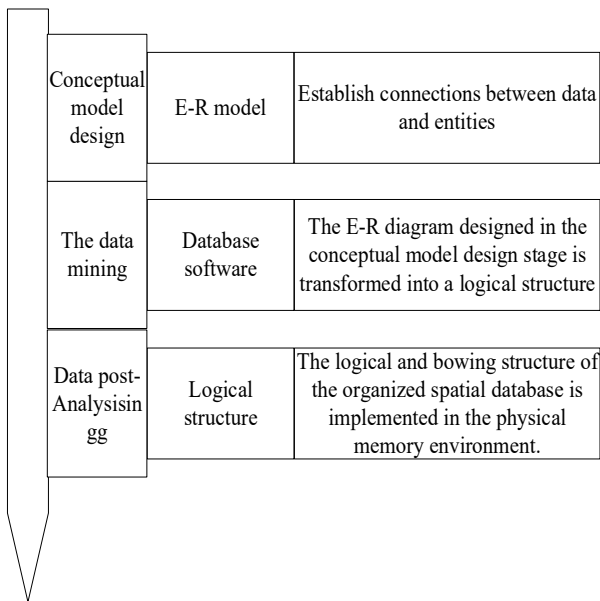 Conceptual
model
design
E-R model
Establish connections between data
and entities
The data
mining
Database
software
The E-R diagram designed in the
conceptual model design stage is
transformed into a logical structure
Data post-
Analysisin
gg
Logical
structure
The logical and bowing structure of
the organized spatial database is
implemented in the physical
memory environment.